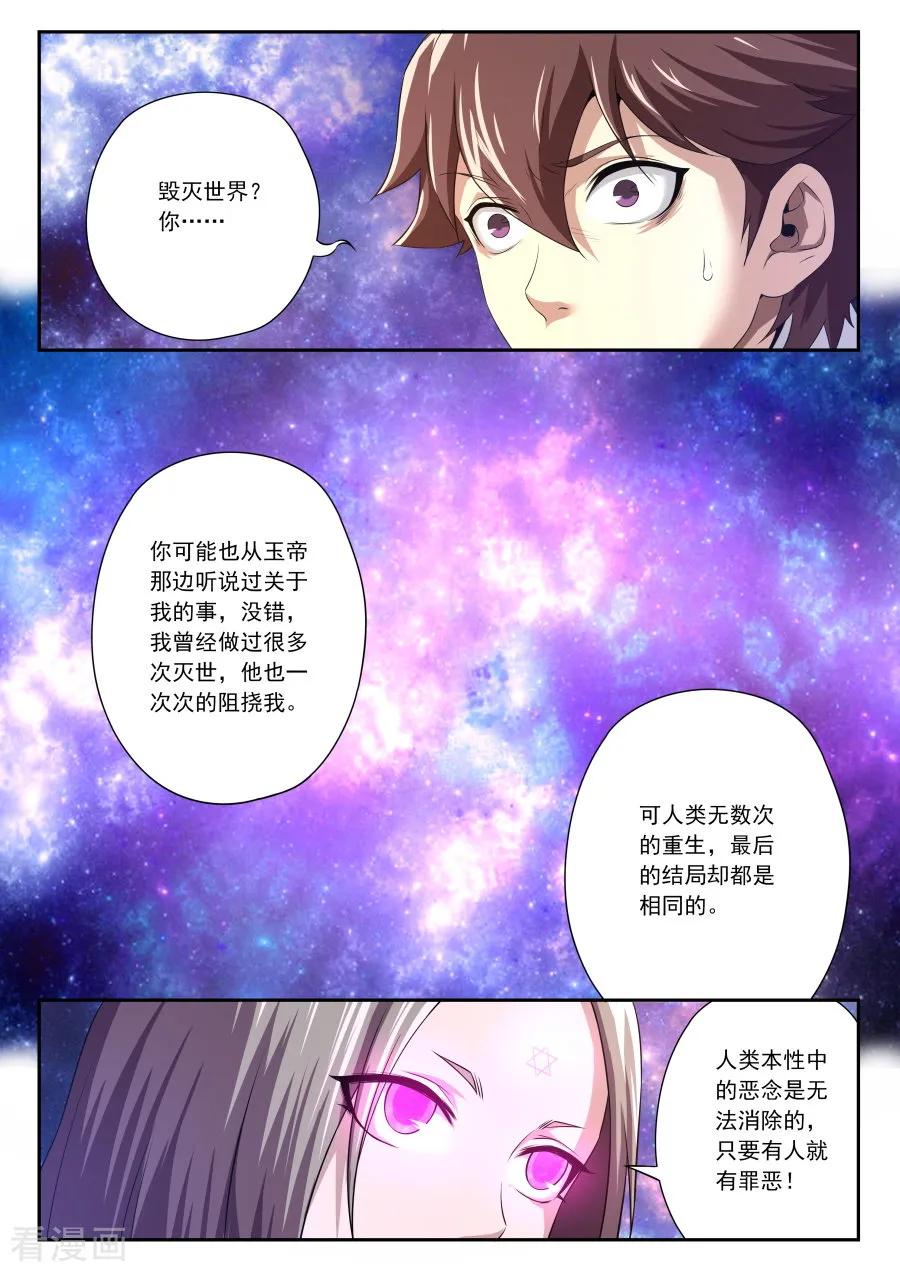 毁灭世界？
你……
你可能也从玉帝
那边听说过关于
我的事，没错，
我曾经做过很多
次灭世，他也一
次次的阻挠我。
可人类无数次
的重生，最后
的结局却都是
相同的。
人类本性中
的恶念是无
法消除的，
只要有人就
有罪恶！
看漫画